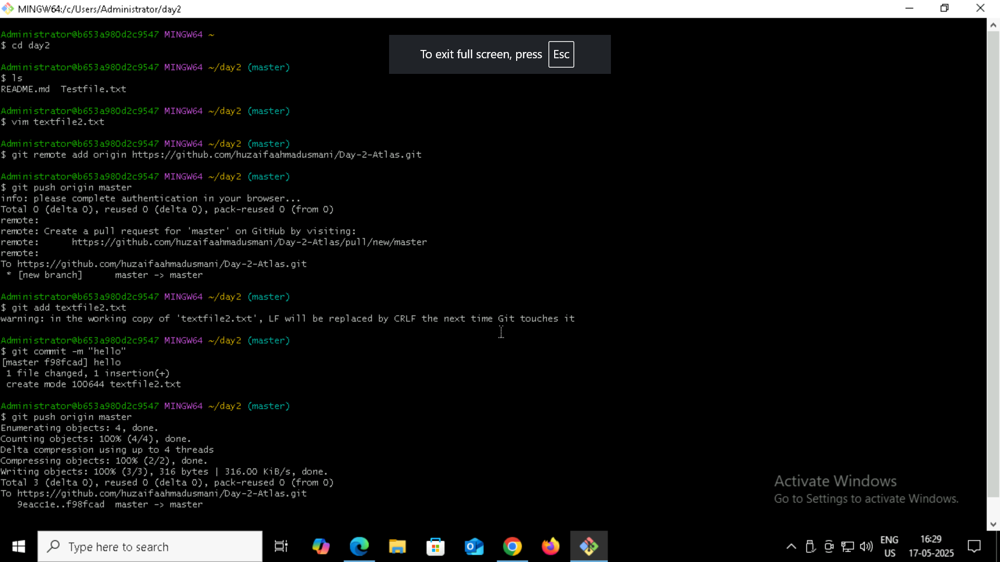 MINGW64:/c/Users/Administrator/day2
To exit full screen, press Esc
Administrator@b653a980d2c9547 MINGW64 ~
$ cd day2
Administrator@b653a980d2c9547 MINGW64 ~/day2 (master)
$ ls
README.md  Testfile.txt
Administrator@b653a980d2c9547 MINGW64 ~/day2 (master)
$ vim textfile2.txt
Administrator@b653a980d2c9547 MINGW64 ~/day2 (master)
$ git remote add origin https://github.com/huzaifaahmadusmani/Day-2-Atlas.git
Administrator@b653a980d2c9547 MINGW64 ~/day2 (master)
$ git push origin master
info: please complete authentication in your browser...
Total 0 (delta 0), reused 0 (delta 0), pack-reused 0 (from 0)
remote:
remote: Create a pull request for 'master' on GitHub by visiting:
remote:      https://github.com/huzaifaahmadusmani/Day-2-Atlas/pull/new/master
remote:
To https://github.com/huzaifaahmadusmani/Day-2-Atlas.git
 * [new branch]      master -> master
Administrator@b653a980d2c9547 MINGW64 ~/day2 (master)
$ git add textfile2.txt
warning: in the working copy of 'textfile2.txt', LF will be replaced by CRLF the next time Git touches it
Administrator@b653a980d2c9547 MINGW64 ~/day2 (master)
$ git commit -m "hello"
[master f98fcad] hello
 1 file changed, 1 insertion(+)
 create mode 100644 textfile2.txt
Administrator@b653a980d2c9547 MINGW64 ~/day2 (master)
$ git push origin master
Enumerating objects: 4, done.
Counting objects: 100% (4/4), done.
Delta compression using up to 4 threads
Compressing objects: 100% (2/2), done.
Writing objects: 100% (3/3), 316 bytes | 316.00 KiB/s, done.
Total 3 (delta 0), reused 0 (delta 0), pack-reused 0 (from 0)
To https://github.com/huzaifaahmadusmani/Day-2-Atlas.git
   9eacc1e..f98fcad  master -> master
Activate Windows
Go to Settings to activate Windows.
Type here to search
ENG
US
16:29
17-05-2025